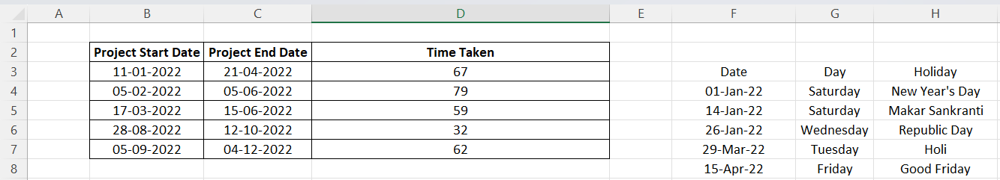 A B C D E F G H
1
2 Project Start Date Project End Date Time Taken
3 11-01-2022 21-04-2022 67 Date Day Holiday
4 05-02-2022 05-06-2022 79 01-Jan-22 Saturday New Year's Day
5 17-03-2022 15-06-2022 59 14-Jan-22 Saturday Makar Sankranti
6 28-08-2022 12-10-2022 32 26-Jan-22 Wednesday Republic Day
7 05-09-2022 04-12-2022 62 29-Mar-22 Tuesday Holi
8 15-Apr-22 Friday Good Friday